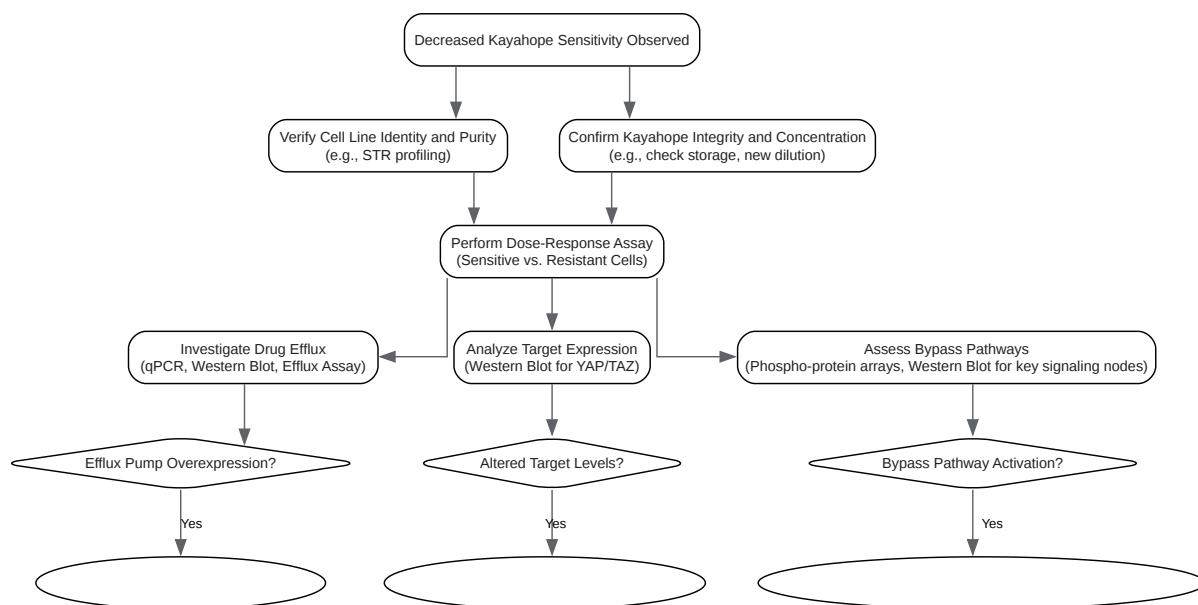 Decreased Kayahope Sensitivity Observed
Verify Cell Line Identity and Purity
(e.g., STR profiling)
Confirm Kayahope Integrity and Concentration
(e.g., check storage, new dilution)
Perform Dose-Response Assay
(Sensitive vs. Resistant Cells)
Investigate Drug Efflux
(qPCR, Western Blot, Efflux Assay)
Analyze Target Expression
(Western Blot for YAP/TAZ)
Assess Bypass Pathways
(Phospho-protein arrays, Western Blot for key signaling nodes)
Efflux Pump Overexpression?
Altered Target Levels?
Bypass Pathway Activation?
Yes
Yes
Yes